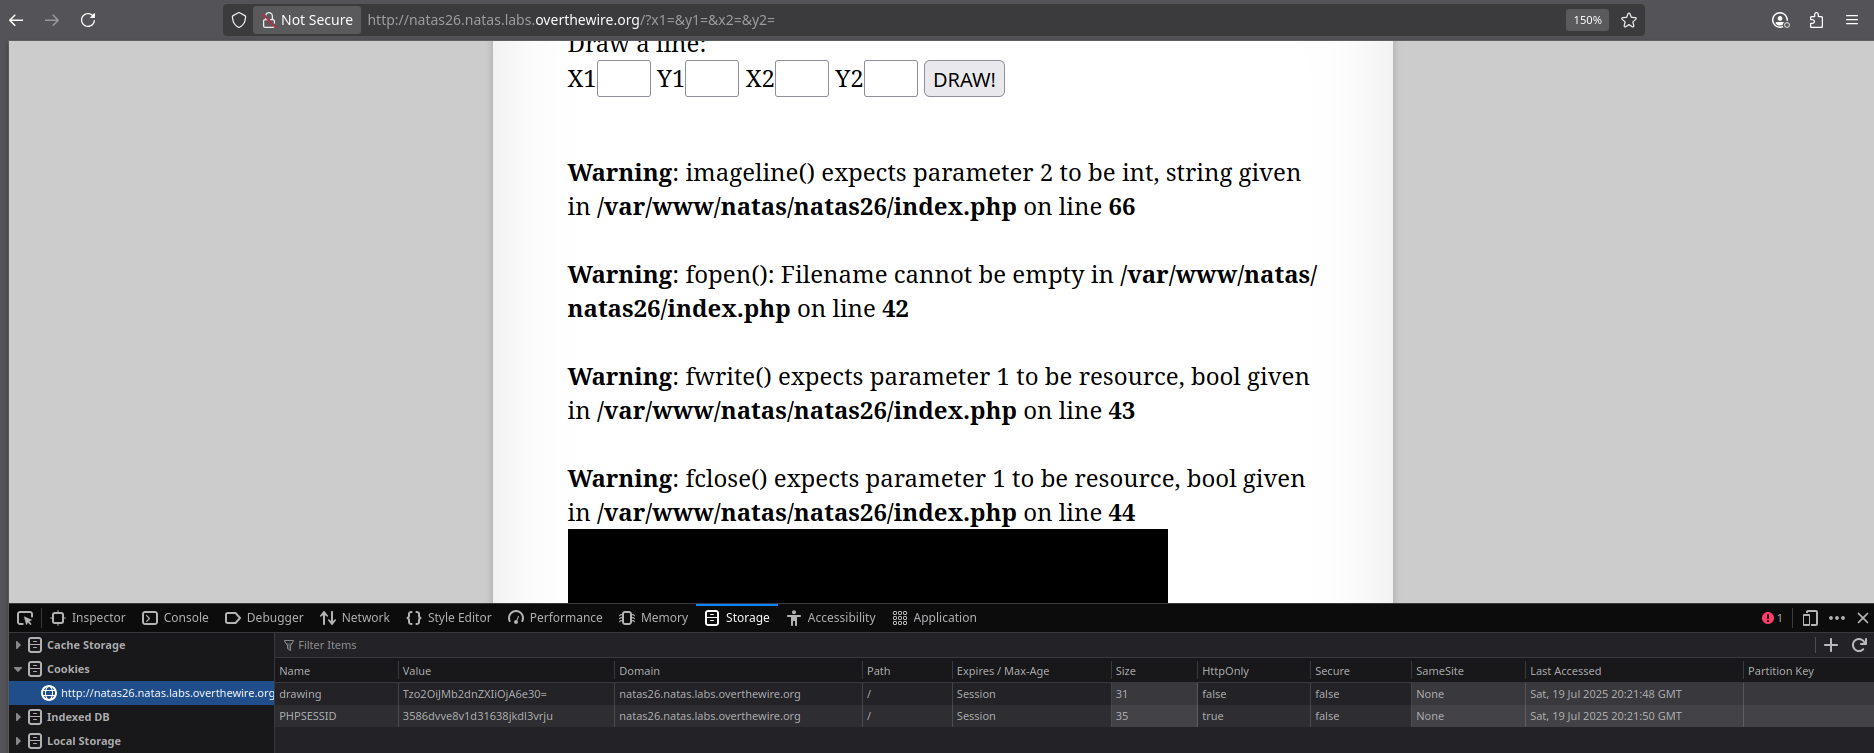 Not Secure http://natas26.natas.labs.overthewire.org/?x1=&y1=&x2=&y2= 150%
Draw a line:
X1 Y1 X2 Y2 DRAW!
Warning: imageline() expects parameter 2 to be int, string given
in /var/www/natas/natas26/index.php on line 66
Warning: fopen(): Filename cannot be empty in /var/www/natas/
natas26/index.php on line 42
Warning: fwrite() expects parameter 1 to be resource, bool given
in /var/www/natas/natas26/index.php on line 43
Warning: fclose() expects parameter 1 to be resource, bool given
in /var/www/natas/natas26/index.php on line 44
Inspector Console Debugger Network Style Editor Performance Memory Storage Accessibility Application 1
Cache Storage Filter Items
Cookies Name Value Domain Path Expires / Max-Age Size HttpOnly Secure SameSite Last Accessed Partition Key
http://natas26.natas.labs.overthewire.org drawing Tzo2OiJMb2dnZXIiOjA6e30= natas26.natas.labs.overthewire.org / Session 31 false false None Sat, 19 Jul 2025 20:21:48 GMT
Indexed DB PHPSESSID 3586dvve8v1d31638jkdl3vrju natas26.natas.labs.overthewire.org / Session 35 true false None Sat, 19 Jul 2025 20:21:50 GMT
Local Storage